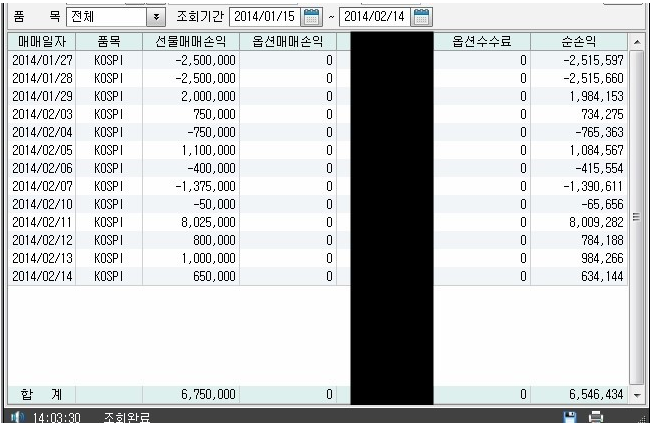 품 목 전체 조회기간 2014/01/15 ~ 2014/02/14
매매일자 품목 선물매매손익 옵션매매손익 옵션수수료 순손익
2014/01/27 KOSPI -2,500,000 0 0 -2,515,597
2014/01/28 KOSPI -2,500,000 0 0 -2,515,660
2014/01/29 KOSPI 2,000,000 0 0 1,984,153
2014/02/03 KOSPI 750,000 0 0 734,275
2014/02/04 KOSPI -750,000 0 0 -765,363
2014/02/05 KOSPI 1,100,000 0 0 1,084,567
2014/02/06 KOSPI -400,000 0 0 -415,554
2014/02/07 KOSPI -1,375,000 0 0 -1,390,611
2014/02/10 KOSPI -50,000 0 0 -65,656
2014/02/11 KOSPI 8,025,000 0 0 8,009,282
2014/02/12 KOSPI 800,000 0 0 784,188
2014/02/13 KOSPI 1,000,000 0 0 984,266
2014/02/14 KOSPI 650,000 0 0 634,144
합 계 6,750,000 0 0 6,546,434
14:03:30 조회완료